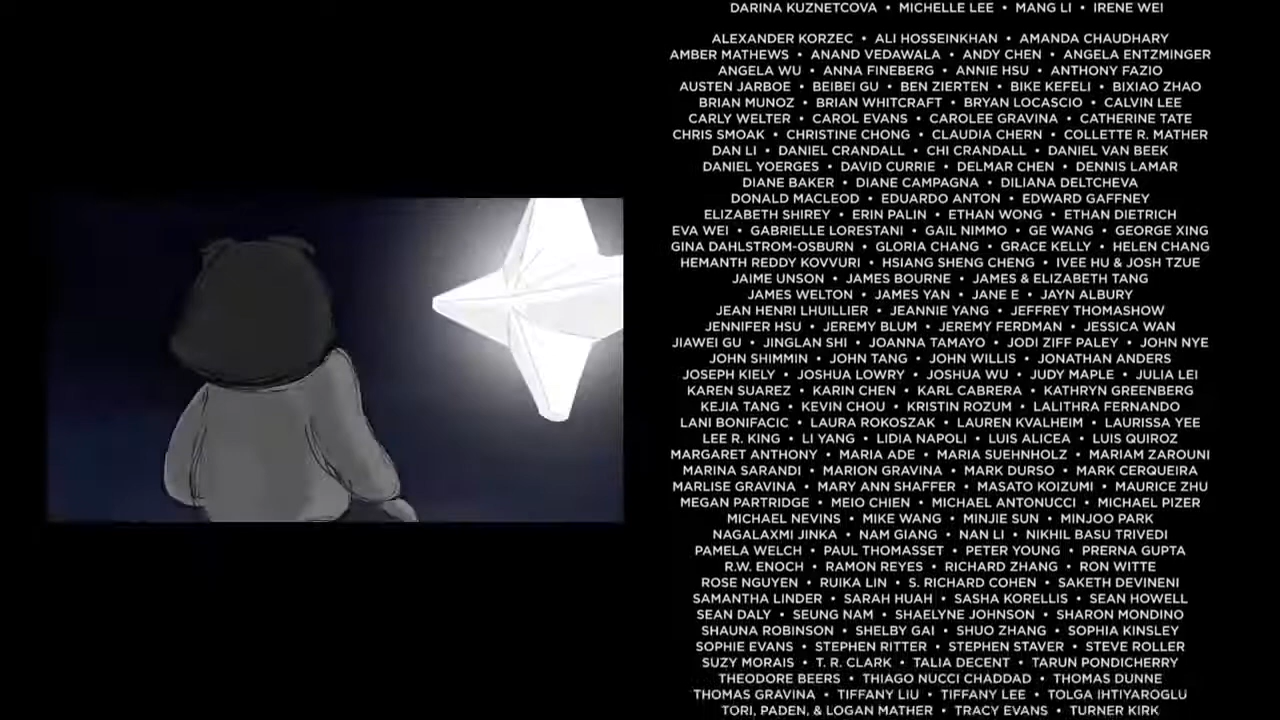 DARINA KUZNETCOVA • MICHELLE LEE • MANG LI • IRENE WEI
ALEXANDER KORZEC • ALI HOSSEINKHAN • AMANDA CHAUDHARY
AMBER MATHEWS • ANAND VEDAWALA • ANDY CHEN • ANGELA ENTZMINGER
ANGELA WU • ANNA FINEBERG • ANNIE HSU • ANTHONY FAZIO
AUSTEN JARBOE • BEIBEI GU • BEN ZIERTEN • BIKE KEFELI • BIXIAO ZHAO
BRIAN MUNOZ • BRIAN WHITCRAFT • BRYAN LOCASCIO • CALVIN LEE
CARLY WELTER • CAROL EVANS • CAROLEE GRAVINA • CATHERINE TATE
CHRIS SMOAK • CHRISTINE CHONG • CLAUDIA CHERN • COLLETTE R. MATHER
DAN LI • DANIEL CRANDALL • CHI CRANDALL • DANIEL VAN BEEK
DANIEL YOERGES • DAVID CURRIE • DELMAR CHEN • DENNIS LAMAR
DIANE BAKER • DIANE CAMPAGNA • DILIANA DELTCHEVA
DONALD MACLEOD • EDUARDO ANTON • EDWARD GAFFNEY
ELIZABETH SHIREY • ERIN PALIN • ETHAN WONG • ETHAN DIETRICH
EVA WEI • GABRIELLE LORESTANI • GAIL NIMMO • GE WANG • GEORGE XING
GINA DAHLSTROM-OSBURN • GLORIA CHANG • GRACE KELLY • HELEN CHANG
HEMANTH REDDY KOVVURI • HSIANG SHENG CHENG • IVEE HU & JOSH TZUE
JAIME UNSON • JAMES BOURNE • JAMES & ELIZABETH TANG
JAMES WELTON • JAMES YAN • JANE E • JAYN ALBURY
JEAN HENRI LHUILLIER • JEANNIE YANG • JEFFREY THOMASHOW
JENNIFER HSU • JEREMY BLUM • JEREMY FERDMAN • JESSICA WAN
JIAWEI GU • JINGLAN SHI • JOANNA TAMAYO • JODI ZIFF PALEY • JOHN NYE
JOHN SHIMMIN • JOHN TANG • JOHN WILLIS • JONATHAN ANDERS
JOSEPH KIELY • JOSHUA LOWRY • JOSHUA WU • JUDY MAPLE • JULIA LEI
KAREN SUAREZ • KARIN CHEN • KARL CABRERA • KATHRYN GREENBERG
KEJIA TANG • KEVIN CHOU • KRISTIN ROZUM • LALITHRA FERNANDO
LANI BONIFACIC • LAURA ROKOSZAK • LAUREN KVALHEIM • LAURISSA YEE
LEE R. KING • LI YANG • LIDIA NAPOLI • LUIS ALICEA • LUIS QUIROZ
MARGARET ANTHONY • MARIA ADE • MARIA SUEHNHOLZ • MARIAM ZAROUNI
MARINA SARANDI • MARION GRAVINA • MARK DURSO • MARK CERQUEIRA
MARLISE GRAVINA • MARY ANN SHAFFER • MASATO KOIZUMI • MAURICE ZHU
MEGAN PARTRIDGE • MEIO CHIEN • MICHAEL ANTONUCCI • MICHAEL PIZER
MICHAEL NEVINS • MIKE WANG • MINJIE SUN • MINJOO PARK
NAGALAXMI JINKA • NAM GIANG • NAN LI • NIKHIL BASU TRIVEDI
PAMELA WELCH • PAUL THOMASSET • PETER YOUNG • PRERNA GUPTA
R.W. ENOCH • RAMON REYES • RICHARD ZHANG • RON WITTE
ROSE NGUYEN • RUIKA LIN • S. RICHARD COHEN • SAKETH DEVINENI
SAMANTHA LINDER • SARAH HUAH • SASHA KORELLIS • SEAN HOWELL
SEAN DALY • SEUNG NAM • SHAELYNE JOHNSON • SHARON MONDINO
SHAUNA ROBINSON • SHELBY GAI • SHUO ZHANG • SOPHIA KINSLEY
SOPHIE EVANS • STEPHEN RITTER • STEPHEN STAVER • STEVE ROLLER
SUZY MORAIS • T. R. CLARK • TALIA DECENT • TARUN PONDICHERRY
THEODORE BEERS • THIAGO NUCCI CHADDAD • THOMAS DUNNE
THOMAS GRAVINA • TIFFANY LIU • TIFFANY LEE • TOLGA IHTIYAROGLU
TORI, PADEN, & LOGAN MATHER • TRACY EVANS • TURNER KIRK